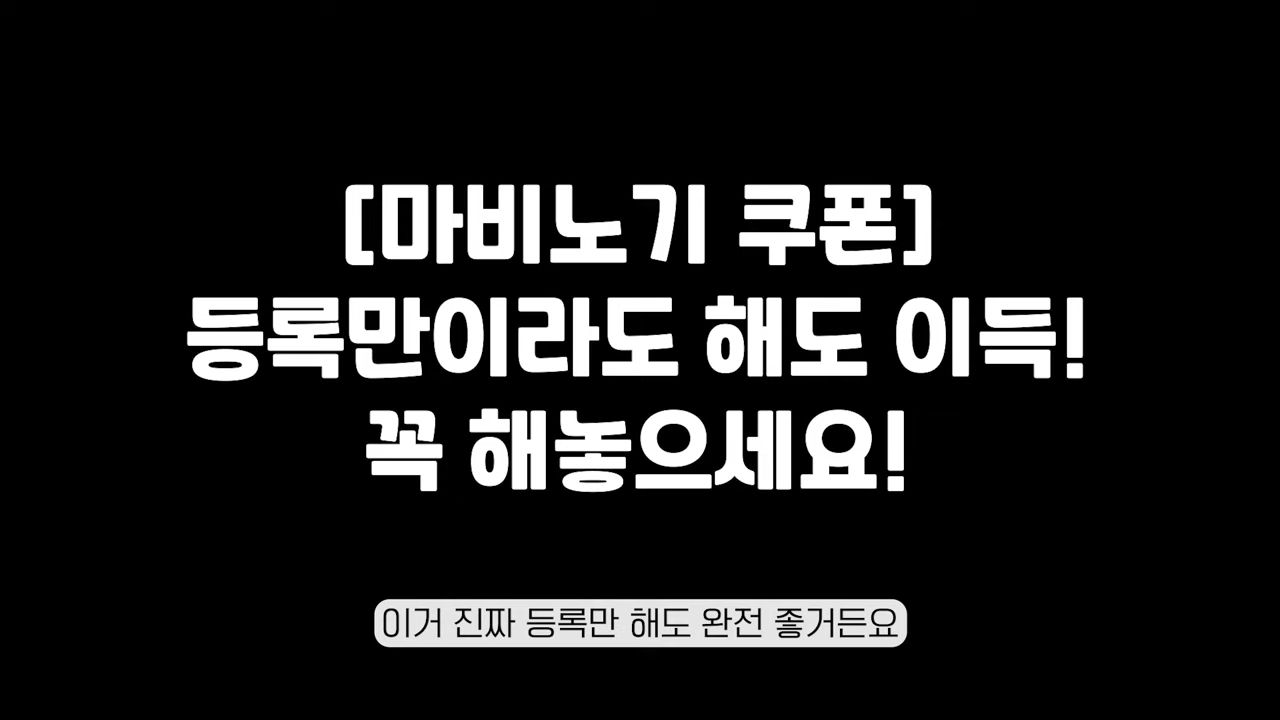 [마비노기 쿠폰]
등록만이라도 해도 이득!
꼭 해놓으세요!
이거 진짜 등록만 해도 완전 좋거든요